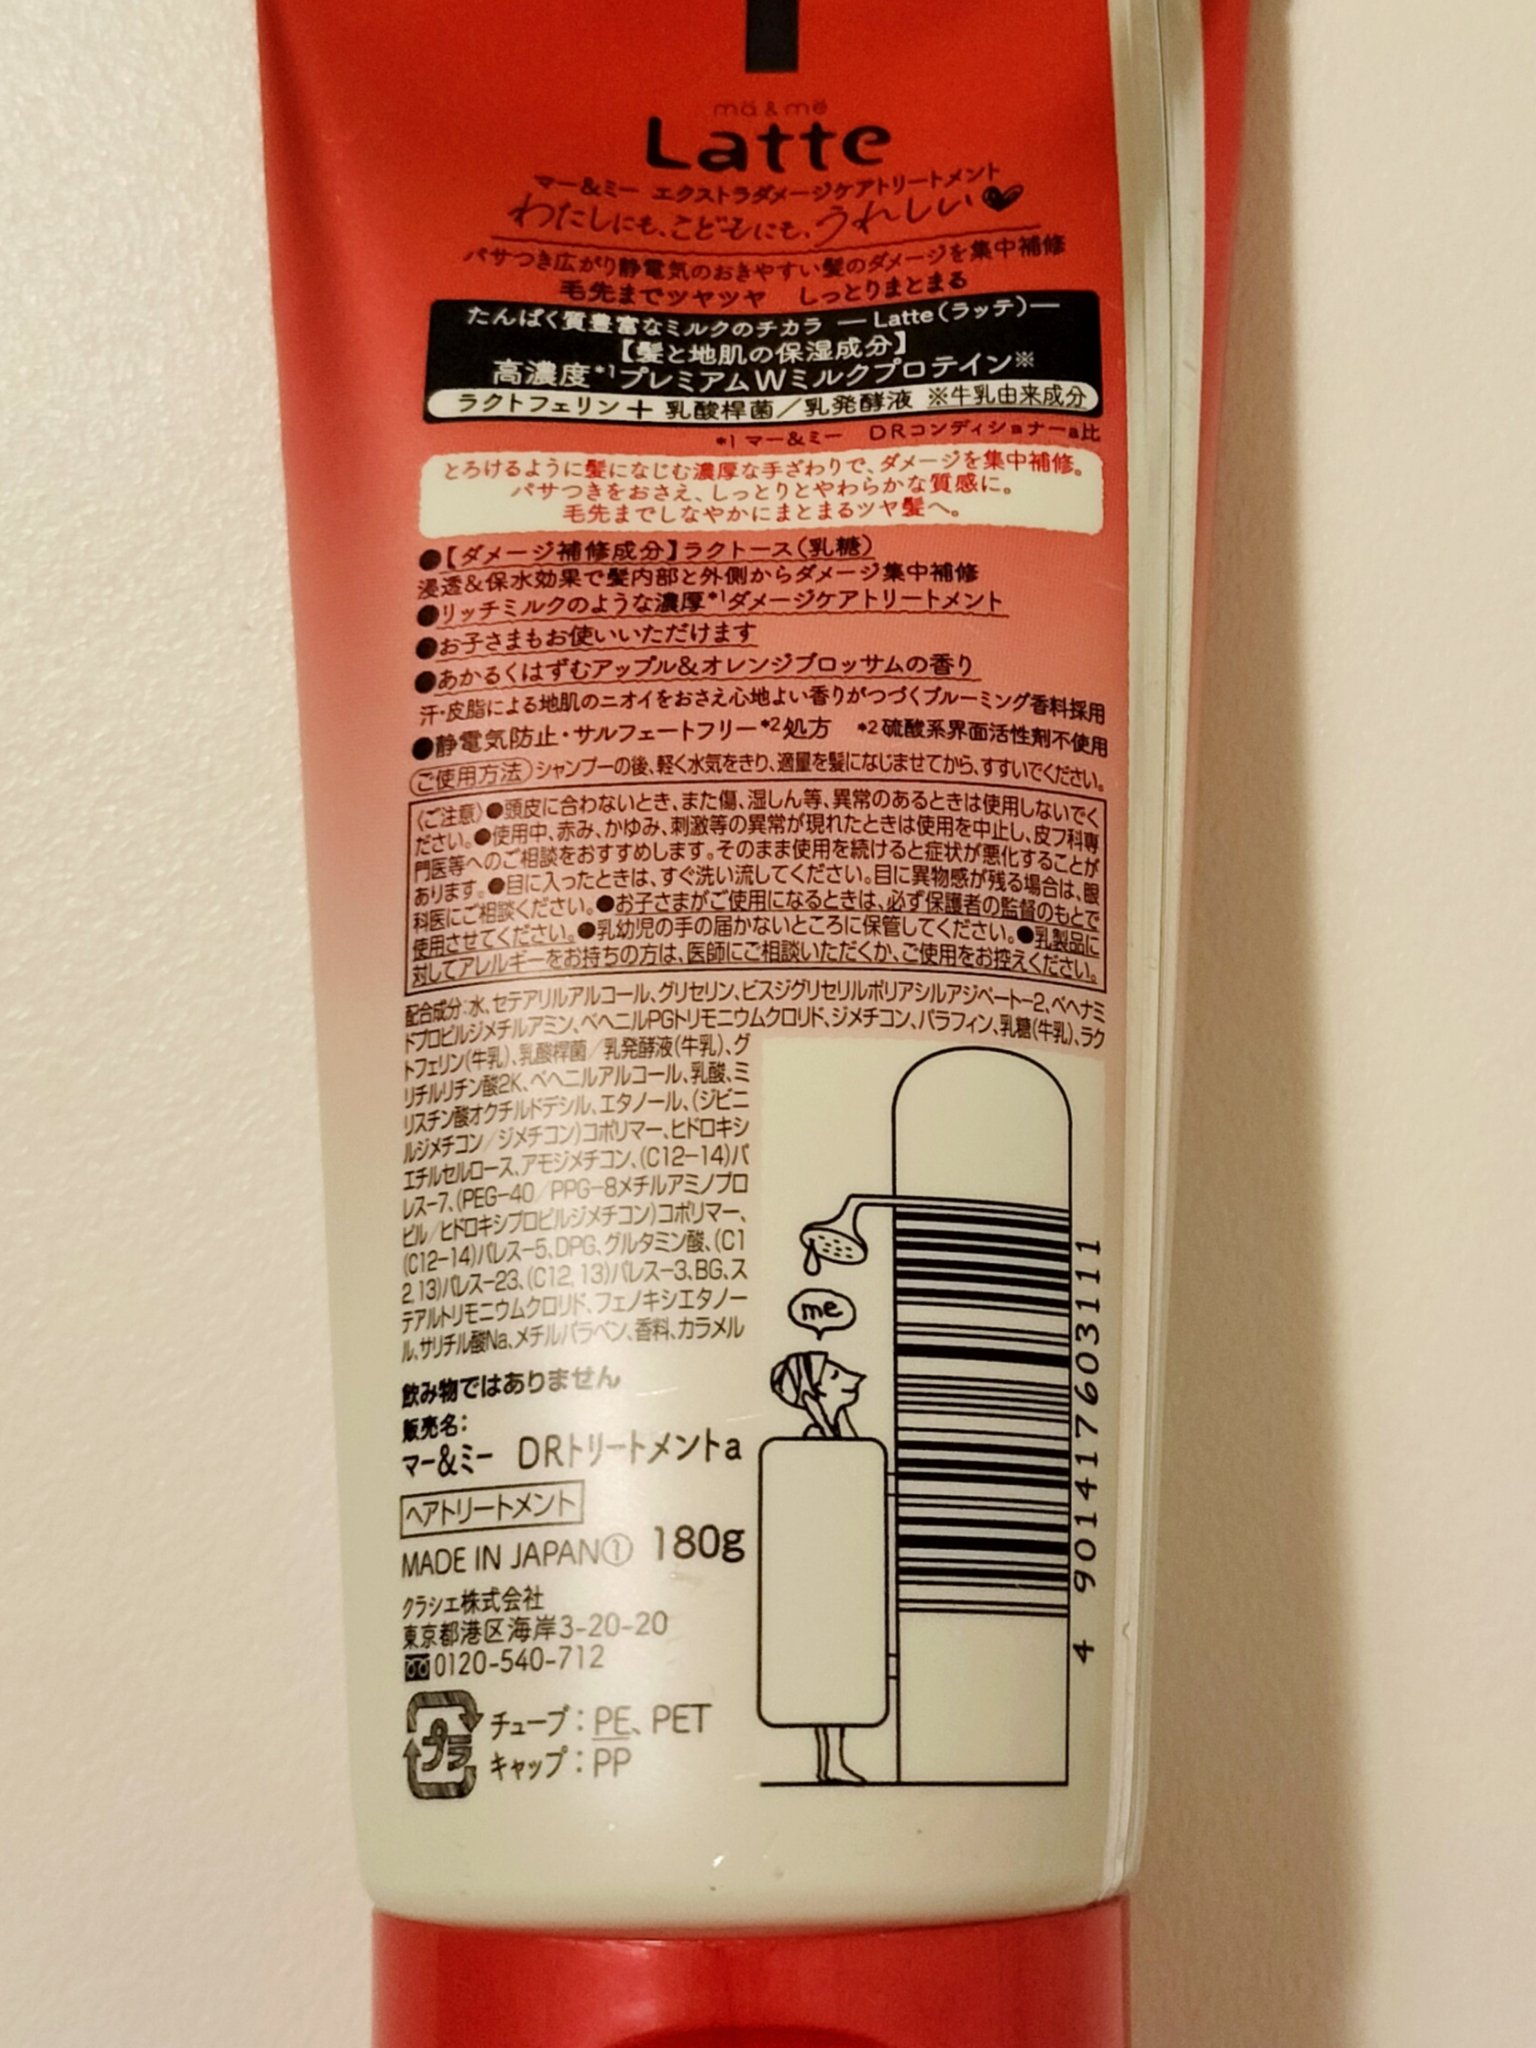 mä & më
Latte
マー&ミー エクストラダメージケアトリートメント
わたしにも、こどもにも、うれしい
パサつき広がり静電気のおきやすい髪のダメージを集中補修
毛先までツヤツヤ しっとりまとまる
たんぱく質豊富なミルクのチカラ ―Latte(ラッテ)―
【髪と地肌の保湿成分】
高濃度*1プレミアムWミルクプロテイン※
ラクトフェリン+乳酸桿菌/乳発酵液 ※牛乳由来成分
*1 マー&ミー DRコンディショナーa比
とろけるように髪になじむ濃厚な手ざわりで、ダメージを集中補修。
パサつきをおさえ、しっとりとやわらかな質感に。
毛先までしなやかにまとまるツヤ髪へ。
●【ダメージ補修成分】ラクトース(乳糖)
浸透&保水効果で髪内部と外側からダメージ集中補修
●リッチミルクのような濃厚*1ダメージケアトリートメント
●お子さまもお使いいただけます
●あかるくはずむアップル&オレンジブロッサムの香り
汗・皮脂による地肌のニオイをおさえ心地よい香りがつづくブルーミング香料採用
●静電気防止・サルフェートフリー*2処方 *2硫酸系界面活性剤不使用
ご使用方法 シャンプーの後、軽く水気をきり、適量を髪になじませてから、すすいでください。
〈ご注意〉●頭皮に合わないとき、また傷、湿しん等、異常のあるときは使用しないでく
ださい。●使用中、赤み、かゆみ、刺激等の異常が現れたときは使用を中止し、皮フ科専
門医等へのご相談をおすすめします。そのまま使用を続けると症状が悪化することが
あります。●目に入ったときは、すぐ洗い流してください。目に異物感が残る場合は、眼
科医にご相談ください。●お子さまがご使用になるときは、必ず保護者の監督のもとで
使用させてください。●乳幼児の手の届かないところに保管してください。●乳製品に
対してアレルギーをお持ちの方は、医師にご相談いただくか、ご使用をお控えください。
配合成分:水、セテアリルアルコール、グリセリン、ビスジグリセリルポリアシルアジペート-2、ベヘナミ
ドプロピルジメチルアミン、ベヘニルPGトリモニウムクロリド、ジメチコン、パラフィン、乳糖(牛乳)、ラク
トフェリン(牛乳)、乳酸桿菌/乳発酵液(牛乳)、グ
リチルリチン酸2K、ベヘニルアルコール、乳酸、ミ
リスチン酸オクチルドデシル、エタノール、(ジビニ
ルジメチコン/ジメチコン)コポリマー、ヒドロキシ
エチルセルロース、アモジメチコン、(C12-14)パ
レス-7、(PEG-40/PPG-8メチルアミノプロ
ピル/ヒドロキシプロピルジメチコン)コポリマー、
(C12-14)パレス-5、DPG、グルタミン酸、(C1
2,13)パレス-23、(C12,13)パレス-3、BG、ス
テアルトリモニウムクロリド、フェノキシエタノー
ル、サリチル酸Na、メチルパラベン、香料、カラメル
飲み物ではありません
販売名:
マー&ミー DRトリートメントa
ヘアトリートメント
MADE IN JAPAN① 180g
クラシエ株式会社
東京都港区海岸3-20-20
0120-540-712
プラ
チューブ:PE、PET
キャップ:PP
me
4 901417603111